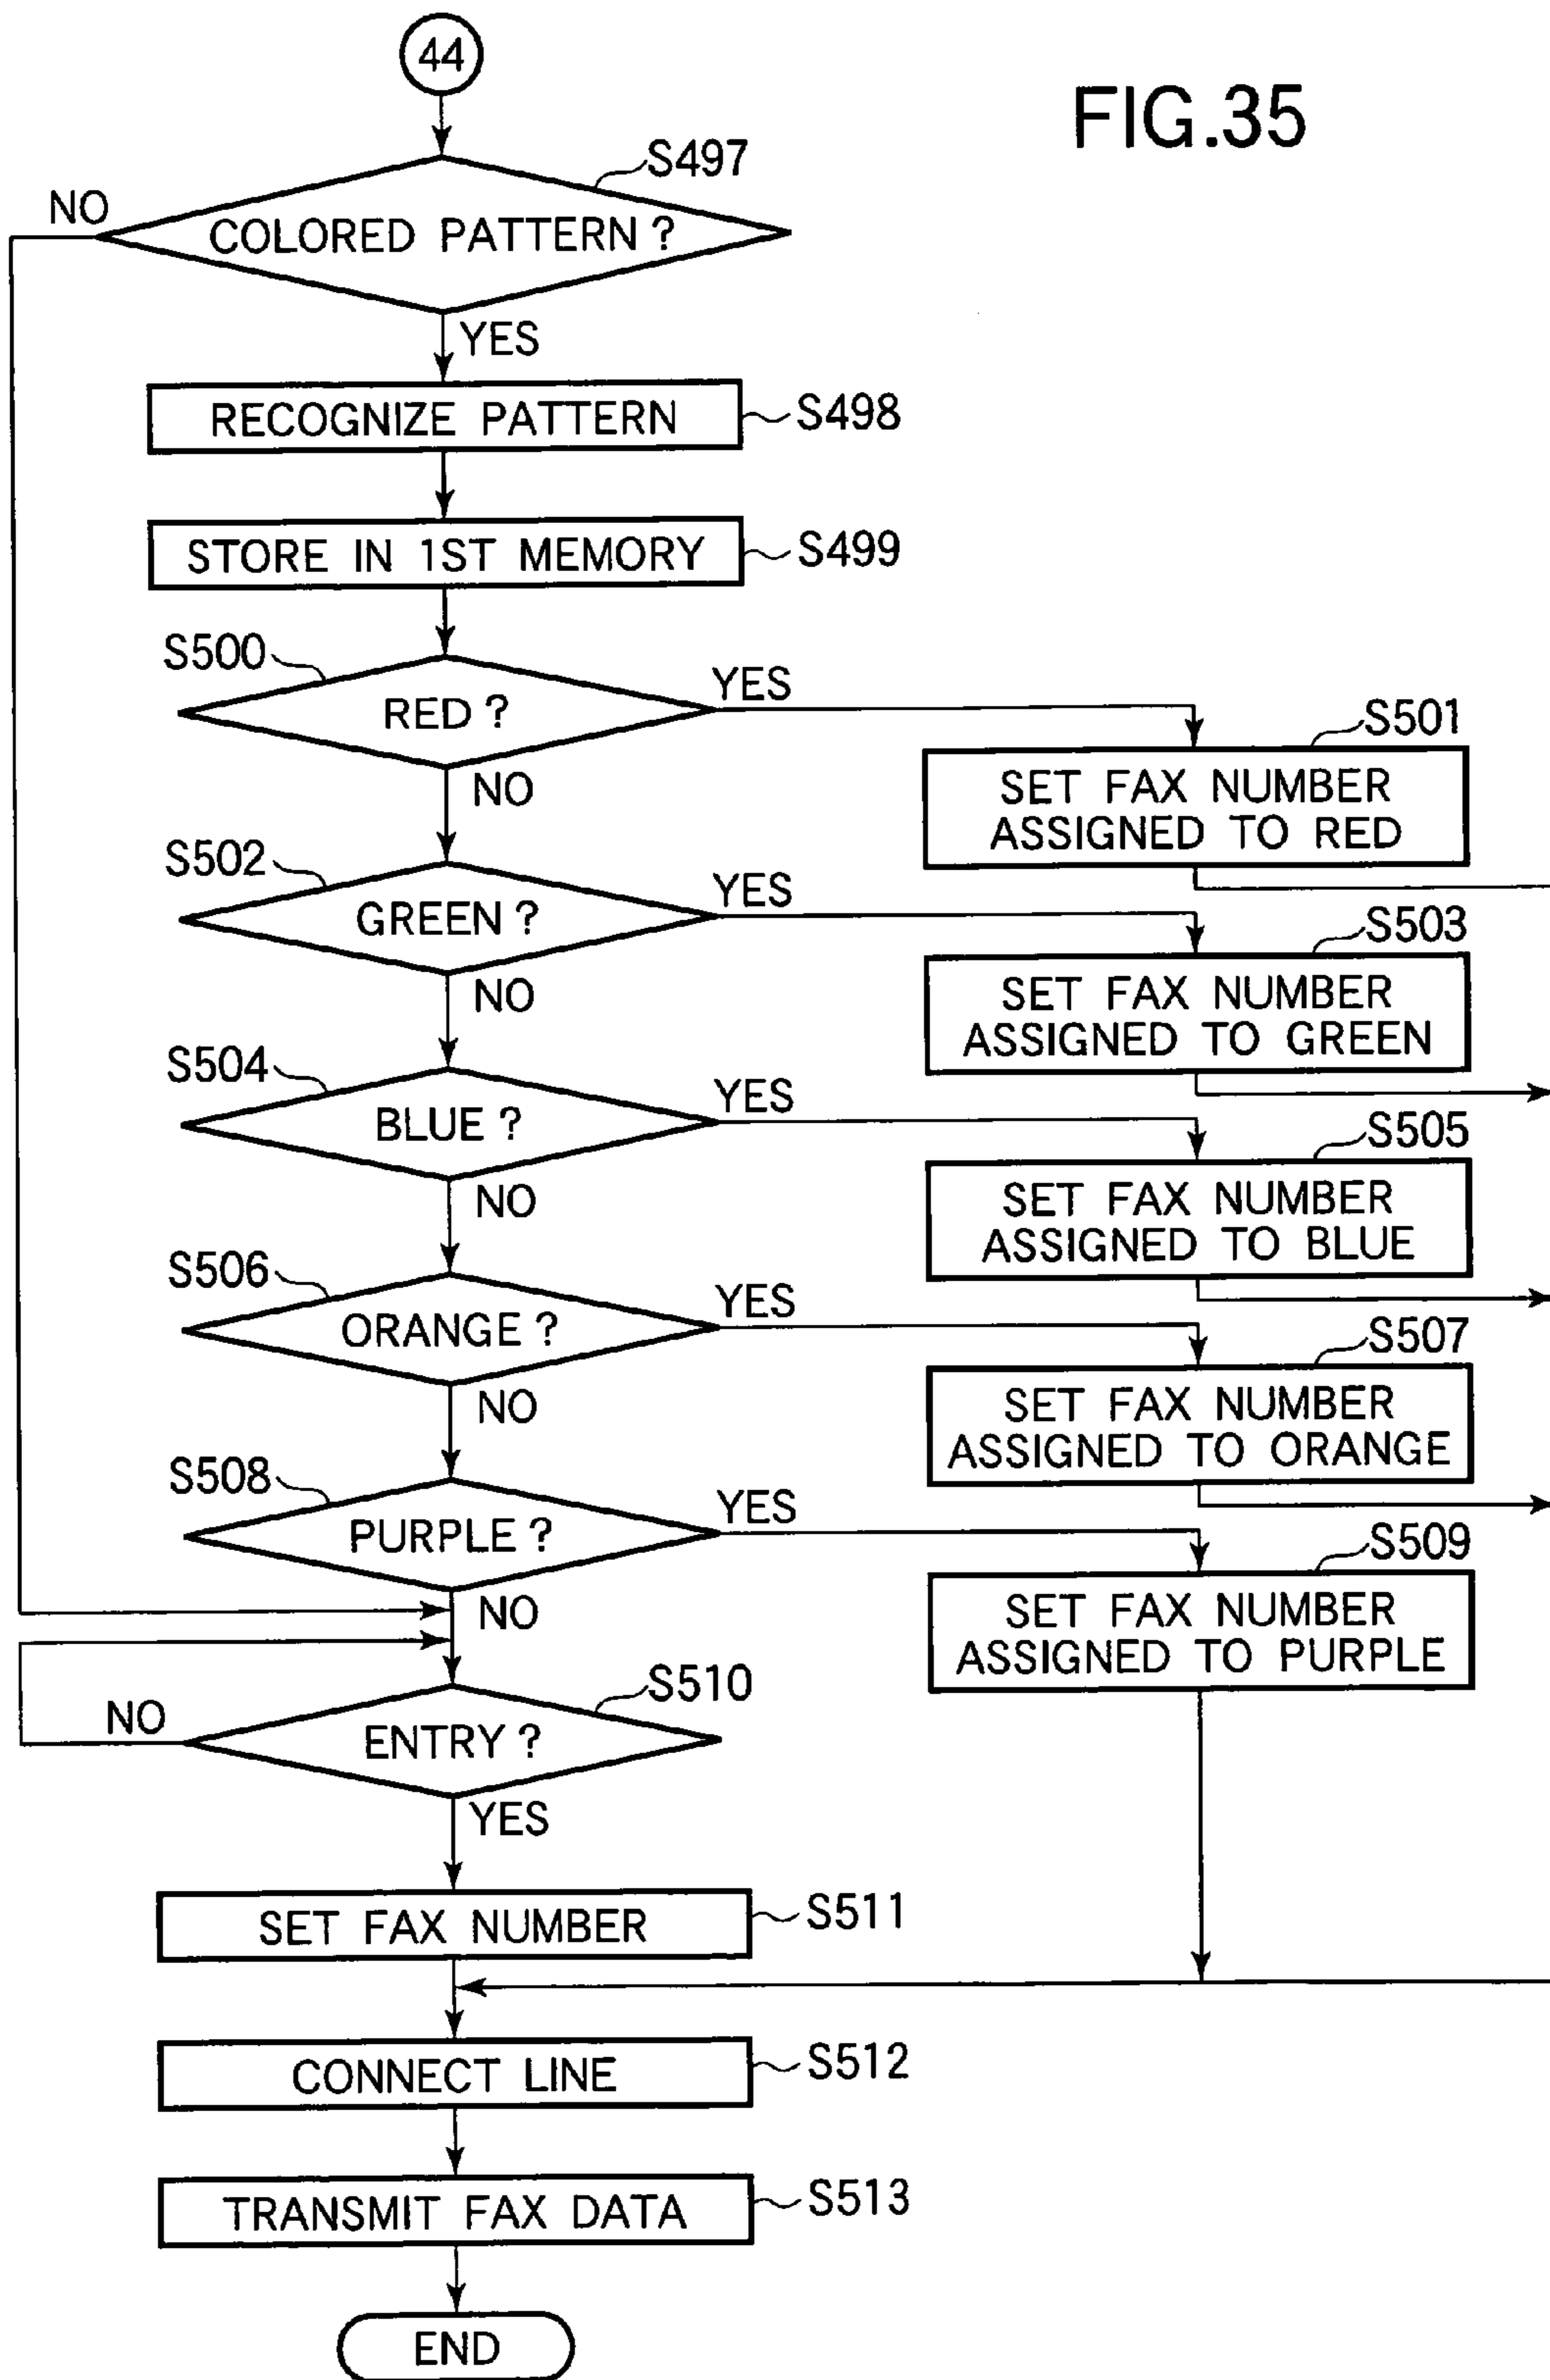 44
FIG.35
S497
NO
COLORED PATTERN ?
YES
RECOGNIZE PATTERN
S498
STORE IN 1ST MEMORY
S499
S500
RED ?
YES
NO
S501
SET FAX NUMBER
ASSIGNED TO RED
S502
GREEN ?
YES
NO
S503
SET FAX NUMBER
ASSIGNED TO GREEN
S504
BLUE ?
YES
NO
S505
SET FAX NUMBER
ASSIGNED TO BLUE
S506
ORANGE ?
YES
NO
S507
SET FAX NUMBER
ASSIGNED TO ORANGE
S508
PURPLE ?
YES
NO
S509
SET FAX NUMBER
ASSIGNED TO PURPLE
S510
NO
ENTRY ?
YES
SET FAX NUMBER
S511
CONNECT LINE
S512
TRANSMIT FAX DATA
S513
END